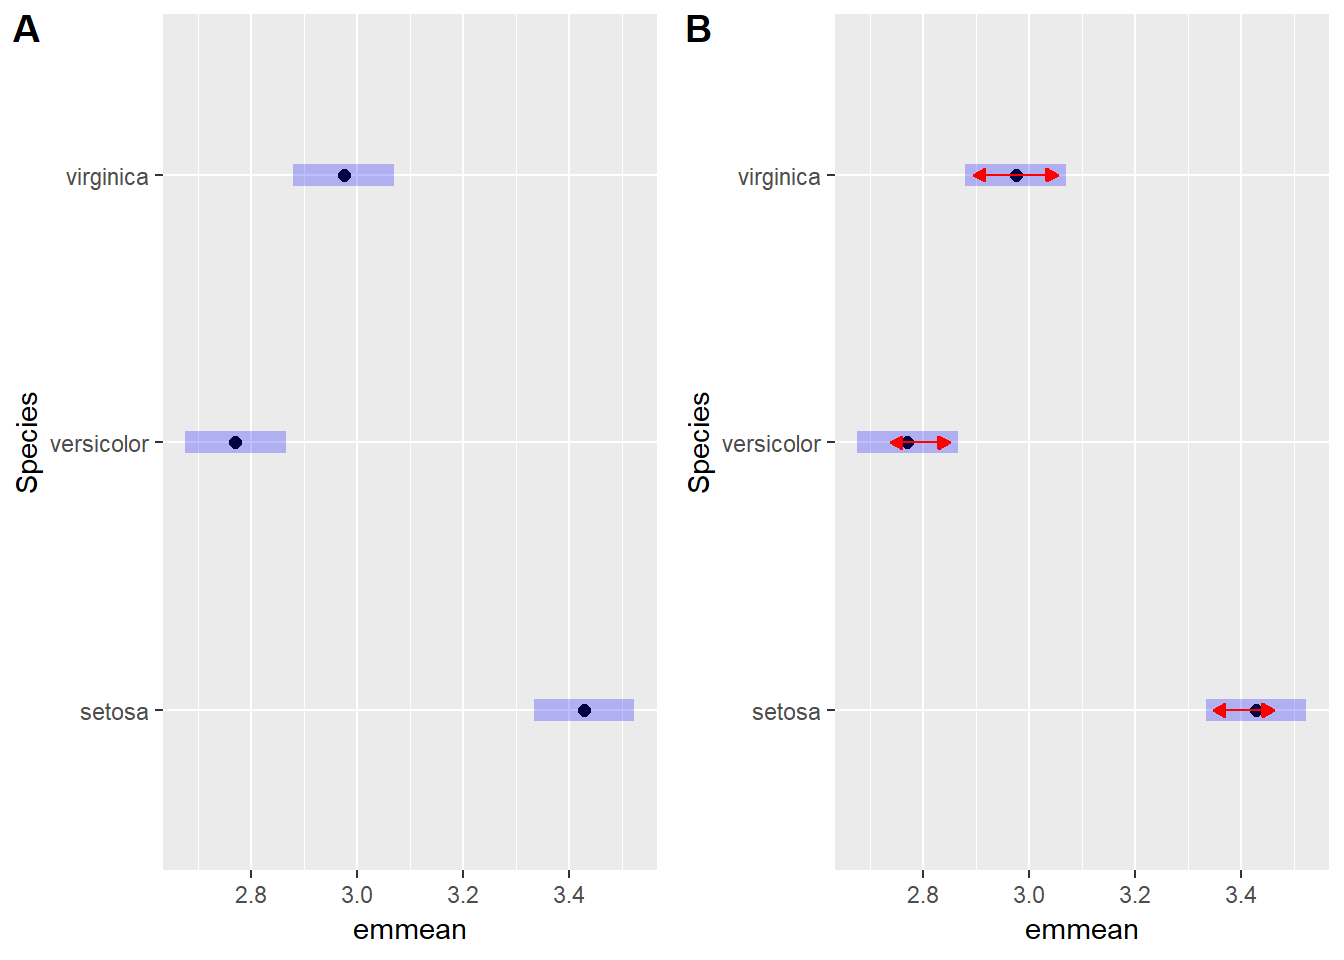 A
virginica
versicolor
setosa
Species
2.8 3.0 3.2 3.4
emmean
B
virginica
versicolor
setosa
Species
2.8 3.0 3.2 3.4
emmean